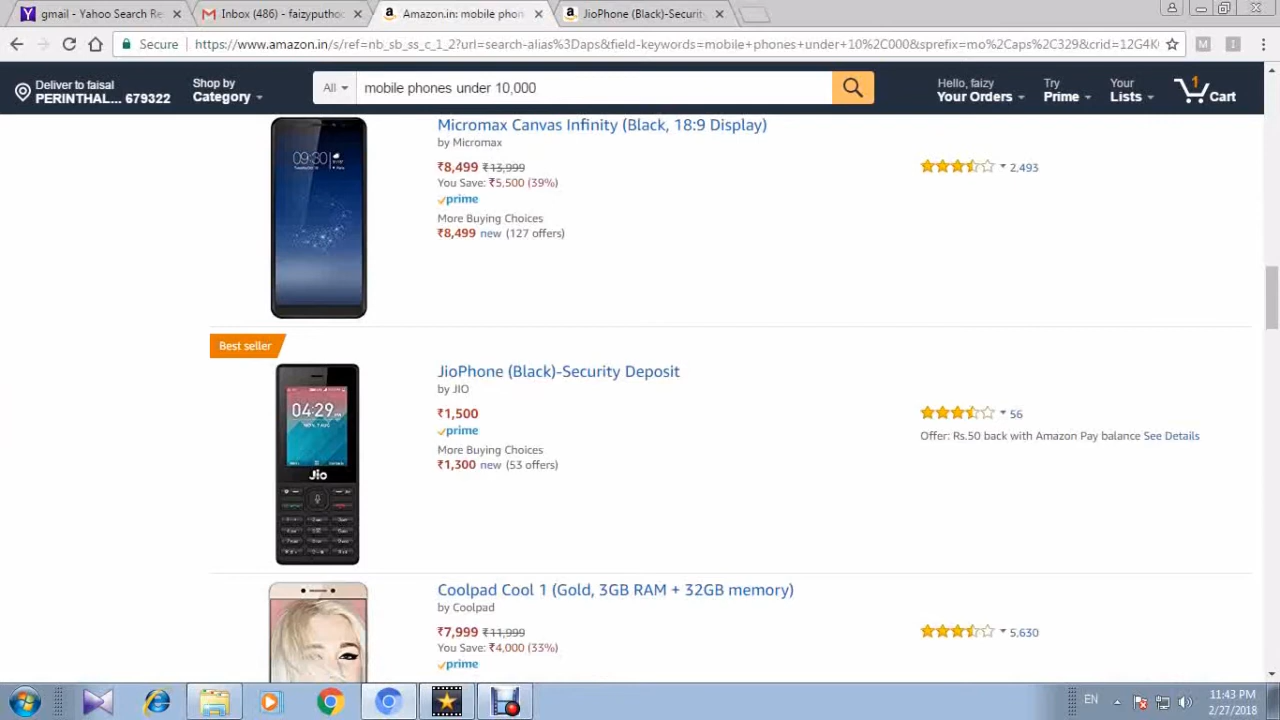 gmail - Yahoo Search Re
Inbox (486) - faizyputho
Amazon.in: mobile phon
JioPhone (Black)-Securit
Secure
https://www.amazon.in/s/ref=nb_sb_ss_c_1_2?url=search-alias%3Daps&field-keywords=mobile+phones+under+10%2C000&sprefix=mo%2Caps%2C329&crid=12G4K
Deliver to faisal
PERINTHAL... 679322
Shop by
Category
All
mobile phones under 10,000
Hello, faizy
Your Orders
Try
Prime
Your
Lists
1
Cart
Micromax Canvas Infinity (Black, 18:9 Display)
by Micromax
₹8,499 ₹13,999
You Save: ₹5,500 (39%)
prime
More Buying Choices
₹8,499 new (127 offers)
2,493
09:30
Best seller
JioPhone (Black)-Security Deposit
by JIO
₹1,500
prime
More Buying Choices
₹1,300 new (53 offers)
56
Offer: Rs.50 back with Amazon Pay balance See Details
04:29
Jio
Coolpad Cool 1 (Gold, 3GB RAM + 32GB memory)
by Coolpad
₹7,999 ₹11,999
You Save: ₹4,000 (33%)
prime
5,630
EN
11:43 PM
2/27/2018